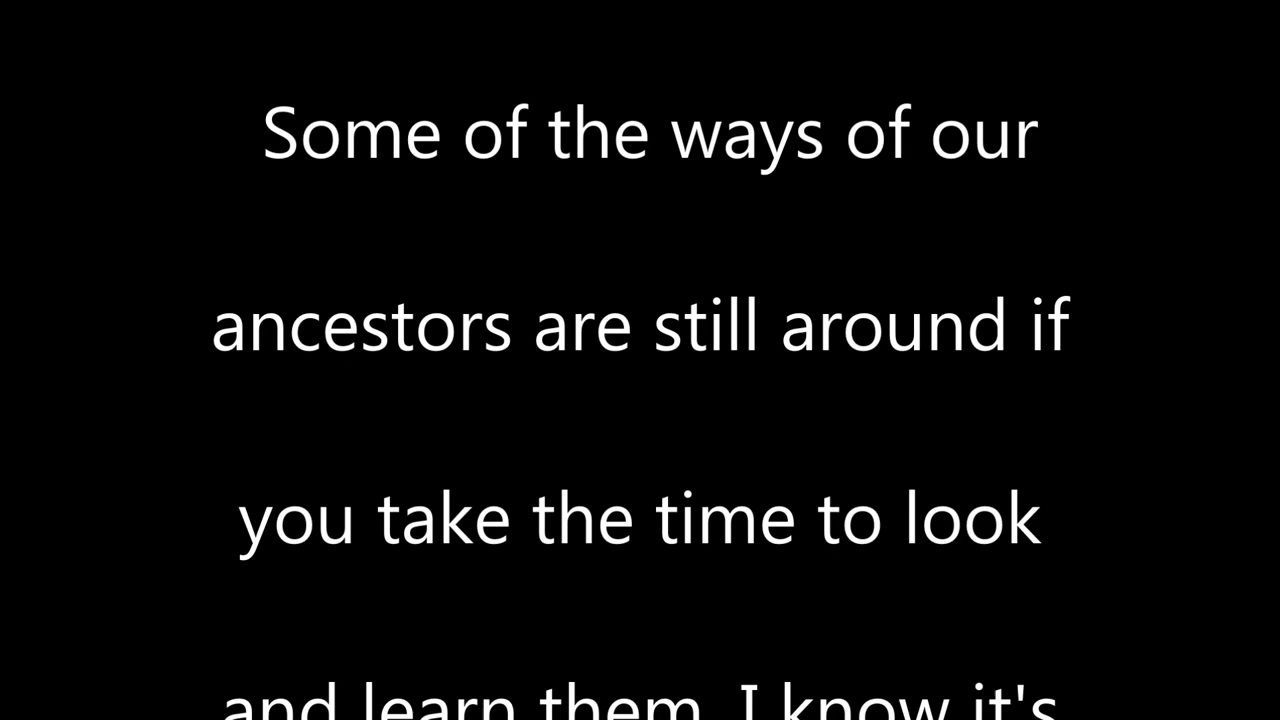 Some of the ways of our
ancestors are still around if
you take the time to look
and learn them. I know it's